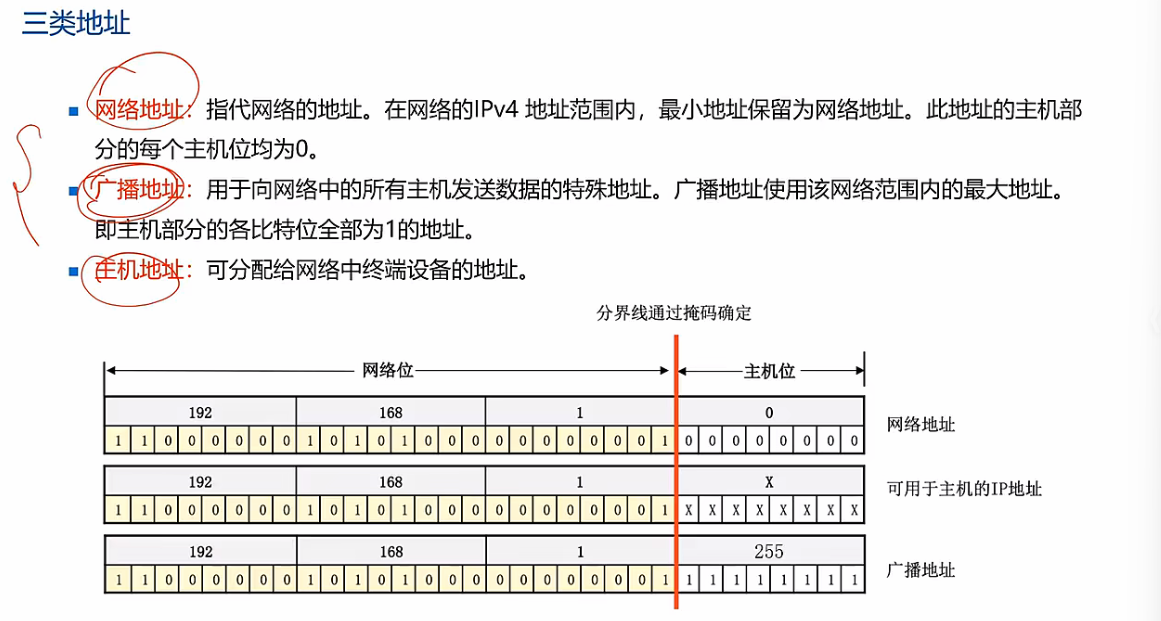 三类地址
网络地址：指代网络的地址。在网络的IPv4 地址范围内，最小地址保留为网络地址。此地址的主机部
分的每个主机位均为0。
广播地址：用于向网络中的所有主机发送数据的特殊地址。广播地址使用该网络范围内的最大地址。
即主机部分的各比特位全部为1的地址。
主机地址：可分配给网络中终端设备的地址。
分界线通过掩码确定
网络位 主机位
192 168 1 0
1 1 0 0 0 0 0 0 1 0 1 0 1 0 0 0 0 0 0 0 0 0 0 1 0 0 0 0 0 0 0 0
网络地址
192 168 1 X
1 1 0 0 0 0 0 0 1 0 1 0 1 0 0 0 0 0 0 0 0 0 0 1 X X X X X X X X
可用于主机的IP地址
192 168 1 255
1 1 0 0 0 0 0 0 1 0 1 0 1 0 0 0 0 0 0 0 0 0 0 1 1 1 1 1 1 1 1 1
广播地址